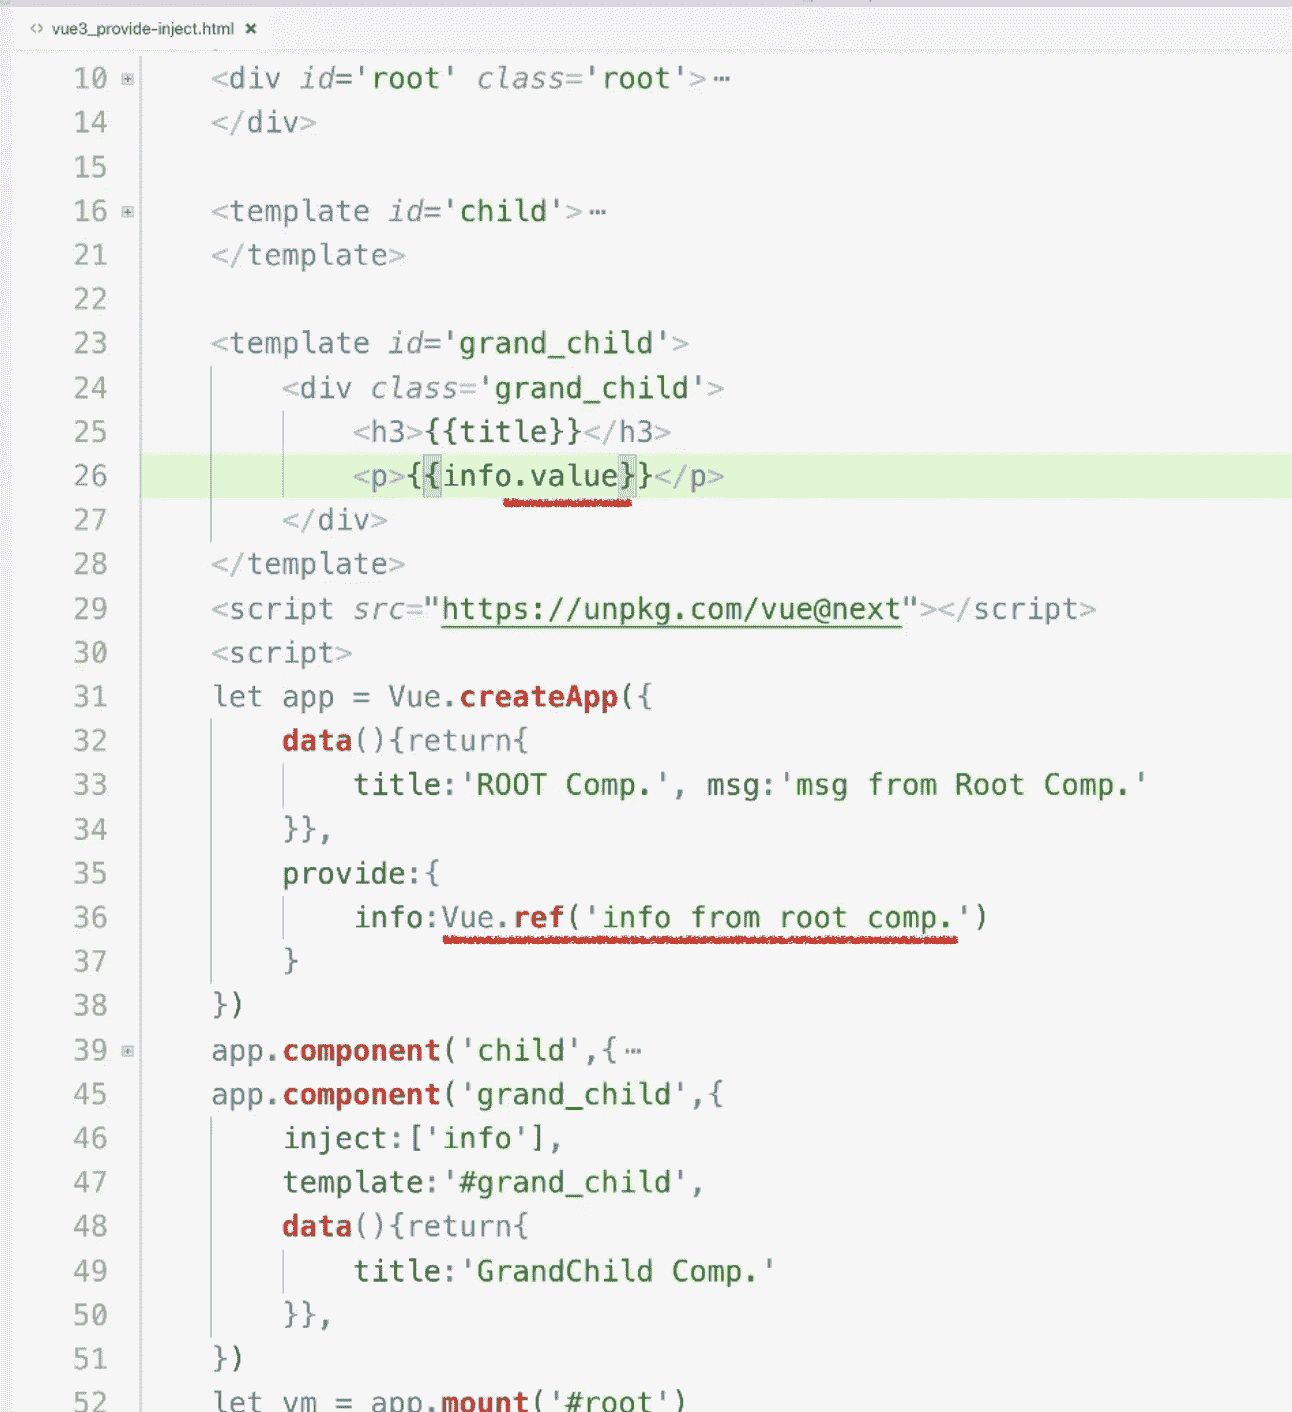 <> vue3_provide-inject.html ×
10 <div id='root' class='root'>⋯
14 </div>
15
16 <template id='child'>⋯
21 </template>
22
23 <template id='grand_child'>
24 <div class='grand_child'>
25 <h3>{{title}}</h3>
26 <p>{{info.value}}</p>
27 </div>
28 </template>
29 <script src="https://unpkg.com/vue@next"></script>
30 <script>
31 let app = Vue.createApp({
32 data(){return{
33 title:'ROOT Comp.', msg:'msg from Root Comp.'
34 }},
35 provide:{
36 info:Vue.ref('info from root comp.')
37 }
38 })
39 app.component('child',{⋯
45 app.component('grand_child',{
46 inject:['info'],
47 template:'#grand_child',
48 data(){return{
49 title:'GrandChild Comp.'
50 }},
51 })
52 let vm = app.mount('#root')